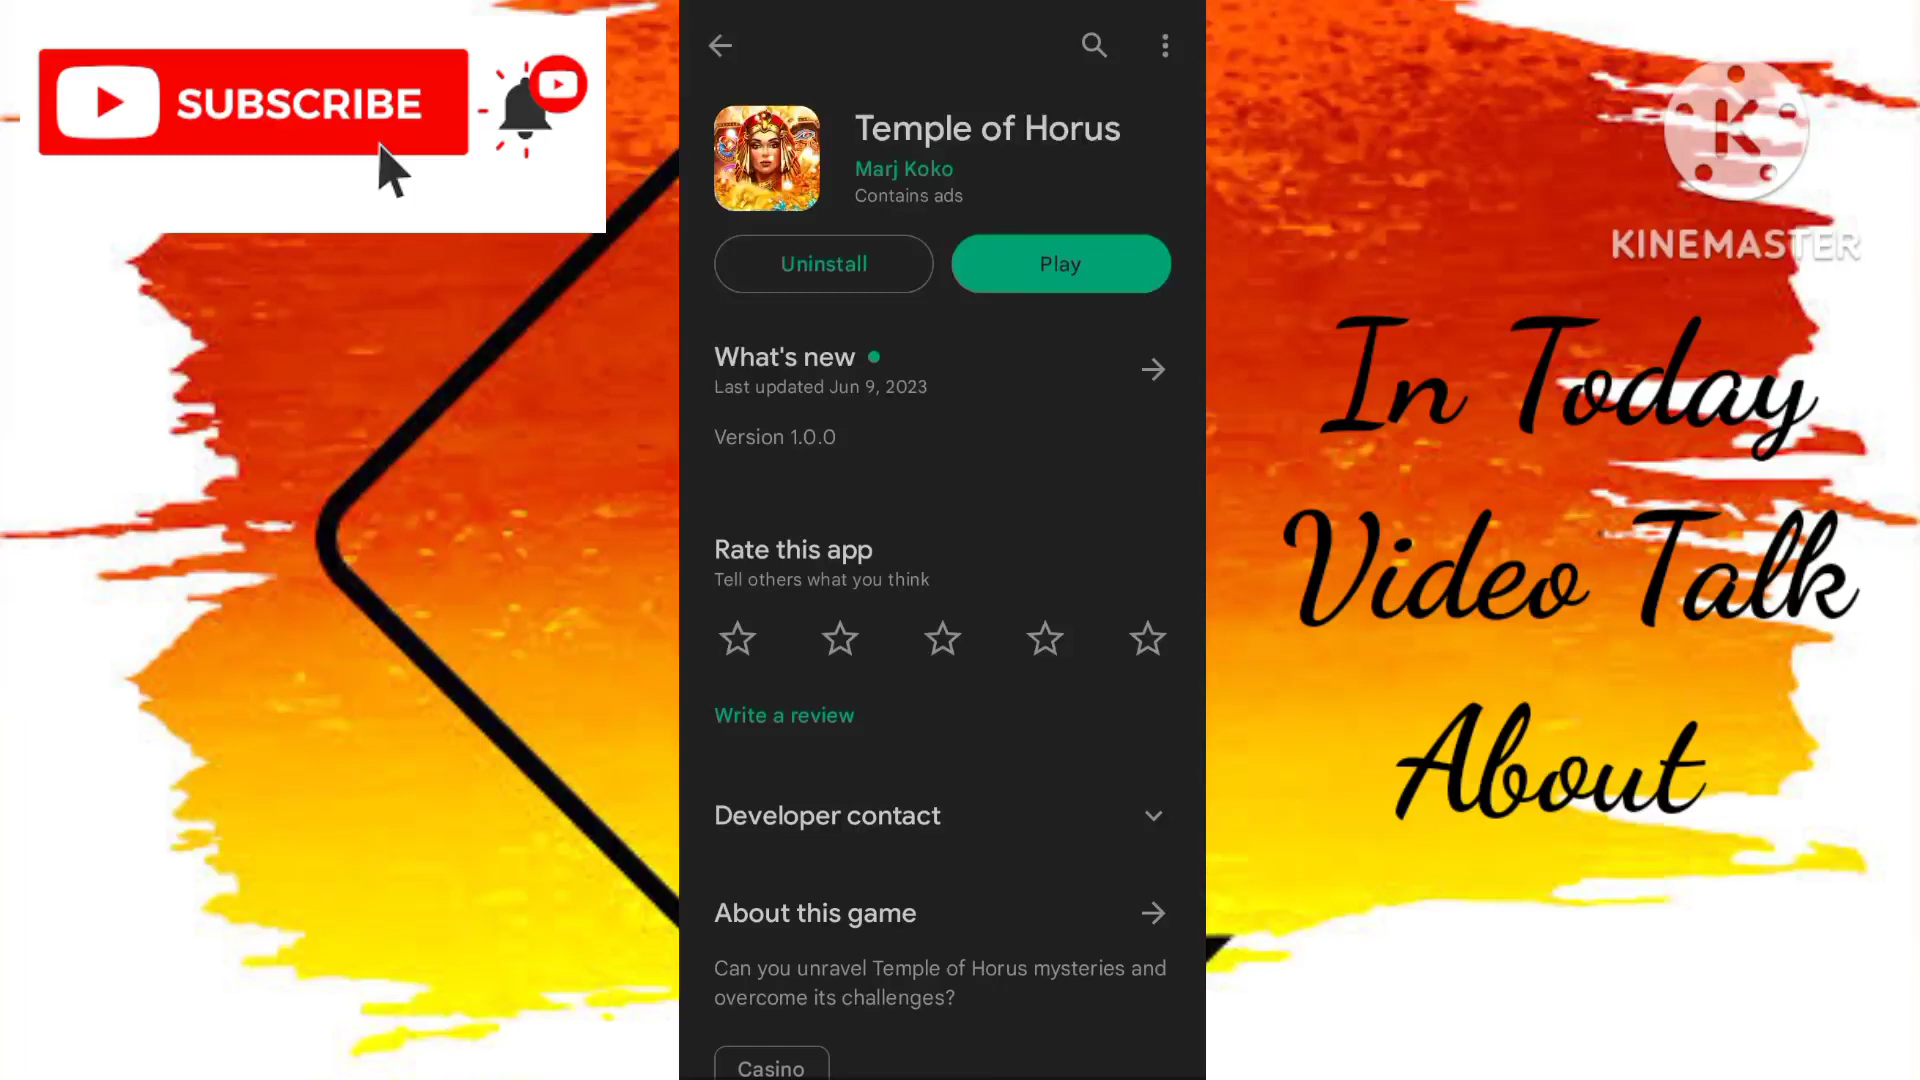 SUBSCRIBE
Temple of Horus
Marj Koko
Contains ads
Uninstall
Play
What's new
Last updated Jun 9, 2023
Version 1.0.0
Rate this app
Tell others what you think
Write a review
Developer contact
About this game
Can you unravel Temple of Horus mysteries and
overcome its challenges?
Casino
K
KINEMASTER
In Today
Video Talk
About